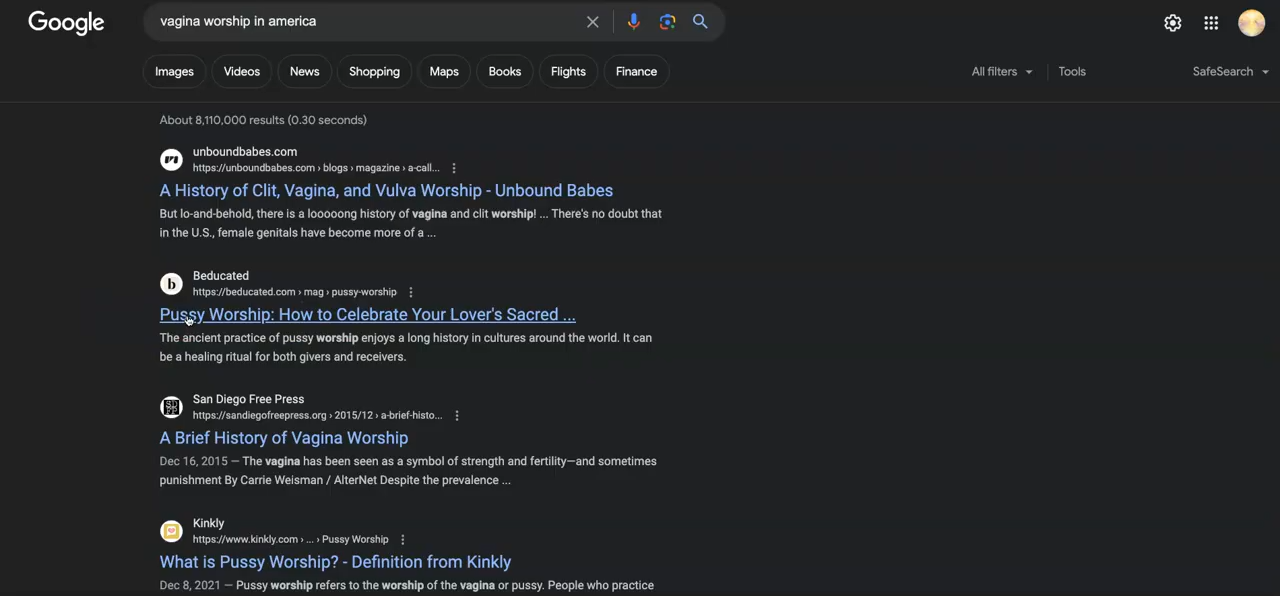 Google
vagina worship in america
Images Videos News Shopping Maps Books Flights Finance All filters Tools SafeSearch
About 8,110,000 results (0.30 seconds)
unboundbabes.com
https://unboundbabes.com › blogs › magazine › a-call...
A History of Clit, Vagina, and Vulva Worship - Unbound Babes
But lo-and-behold, there is a looooong history of vagina and clit worship! ... There's no doubt that
in the U.S., female genitals have become more of a ...
b
Beducated
https://beducated.com › mag › pussy-worship
Pussy Worship: How to Celebrate Your Lover's Sacred ...
The ancient practice of pussy worship enjoys a long history in cultures around the world. It can
be a healing ritual for both givers and receivers.
San Diego Free Press
https://sandiegofreepress.org › 2015/12 › a-brief-histo...
A Brief History of Vagina Worship
Dec 16, 2015 — The vagina has been seen as a symbol of strength and fertility—and sometimes
punishment By Carrie Weisman / AlterNet Despite the prevalence ...
Kinkly
https://www.kinkly.com › ... › Pussy Worship
What is Pussy Worship? - Definition from Kinkly
Dec 8, 2021 — Pussy worship refers to the worship of the vagina or pussy. People who practice